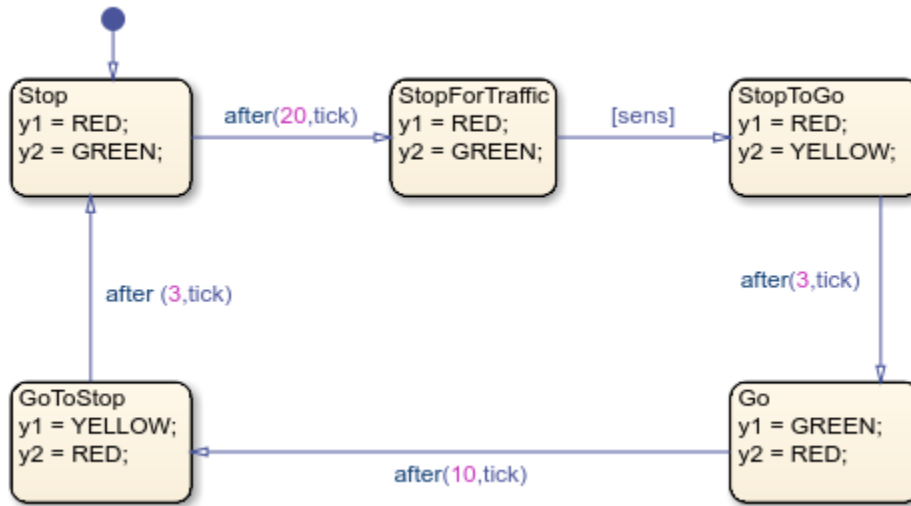 Stop
y1 = RED;
y2 = GREEN;
after(20,tick)
StopForTraffic
y1 = RED;
y2 = GREEN;
[sens]
StopToGo
y1 = RED;
y2 = YELLOW;
after (3,tick)
after(3,tick)
GoToStop
y1 = YELLOW;
y2 = RED;
after(10,tick)
Go
y1 = GREEN;
y2 = RED;